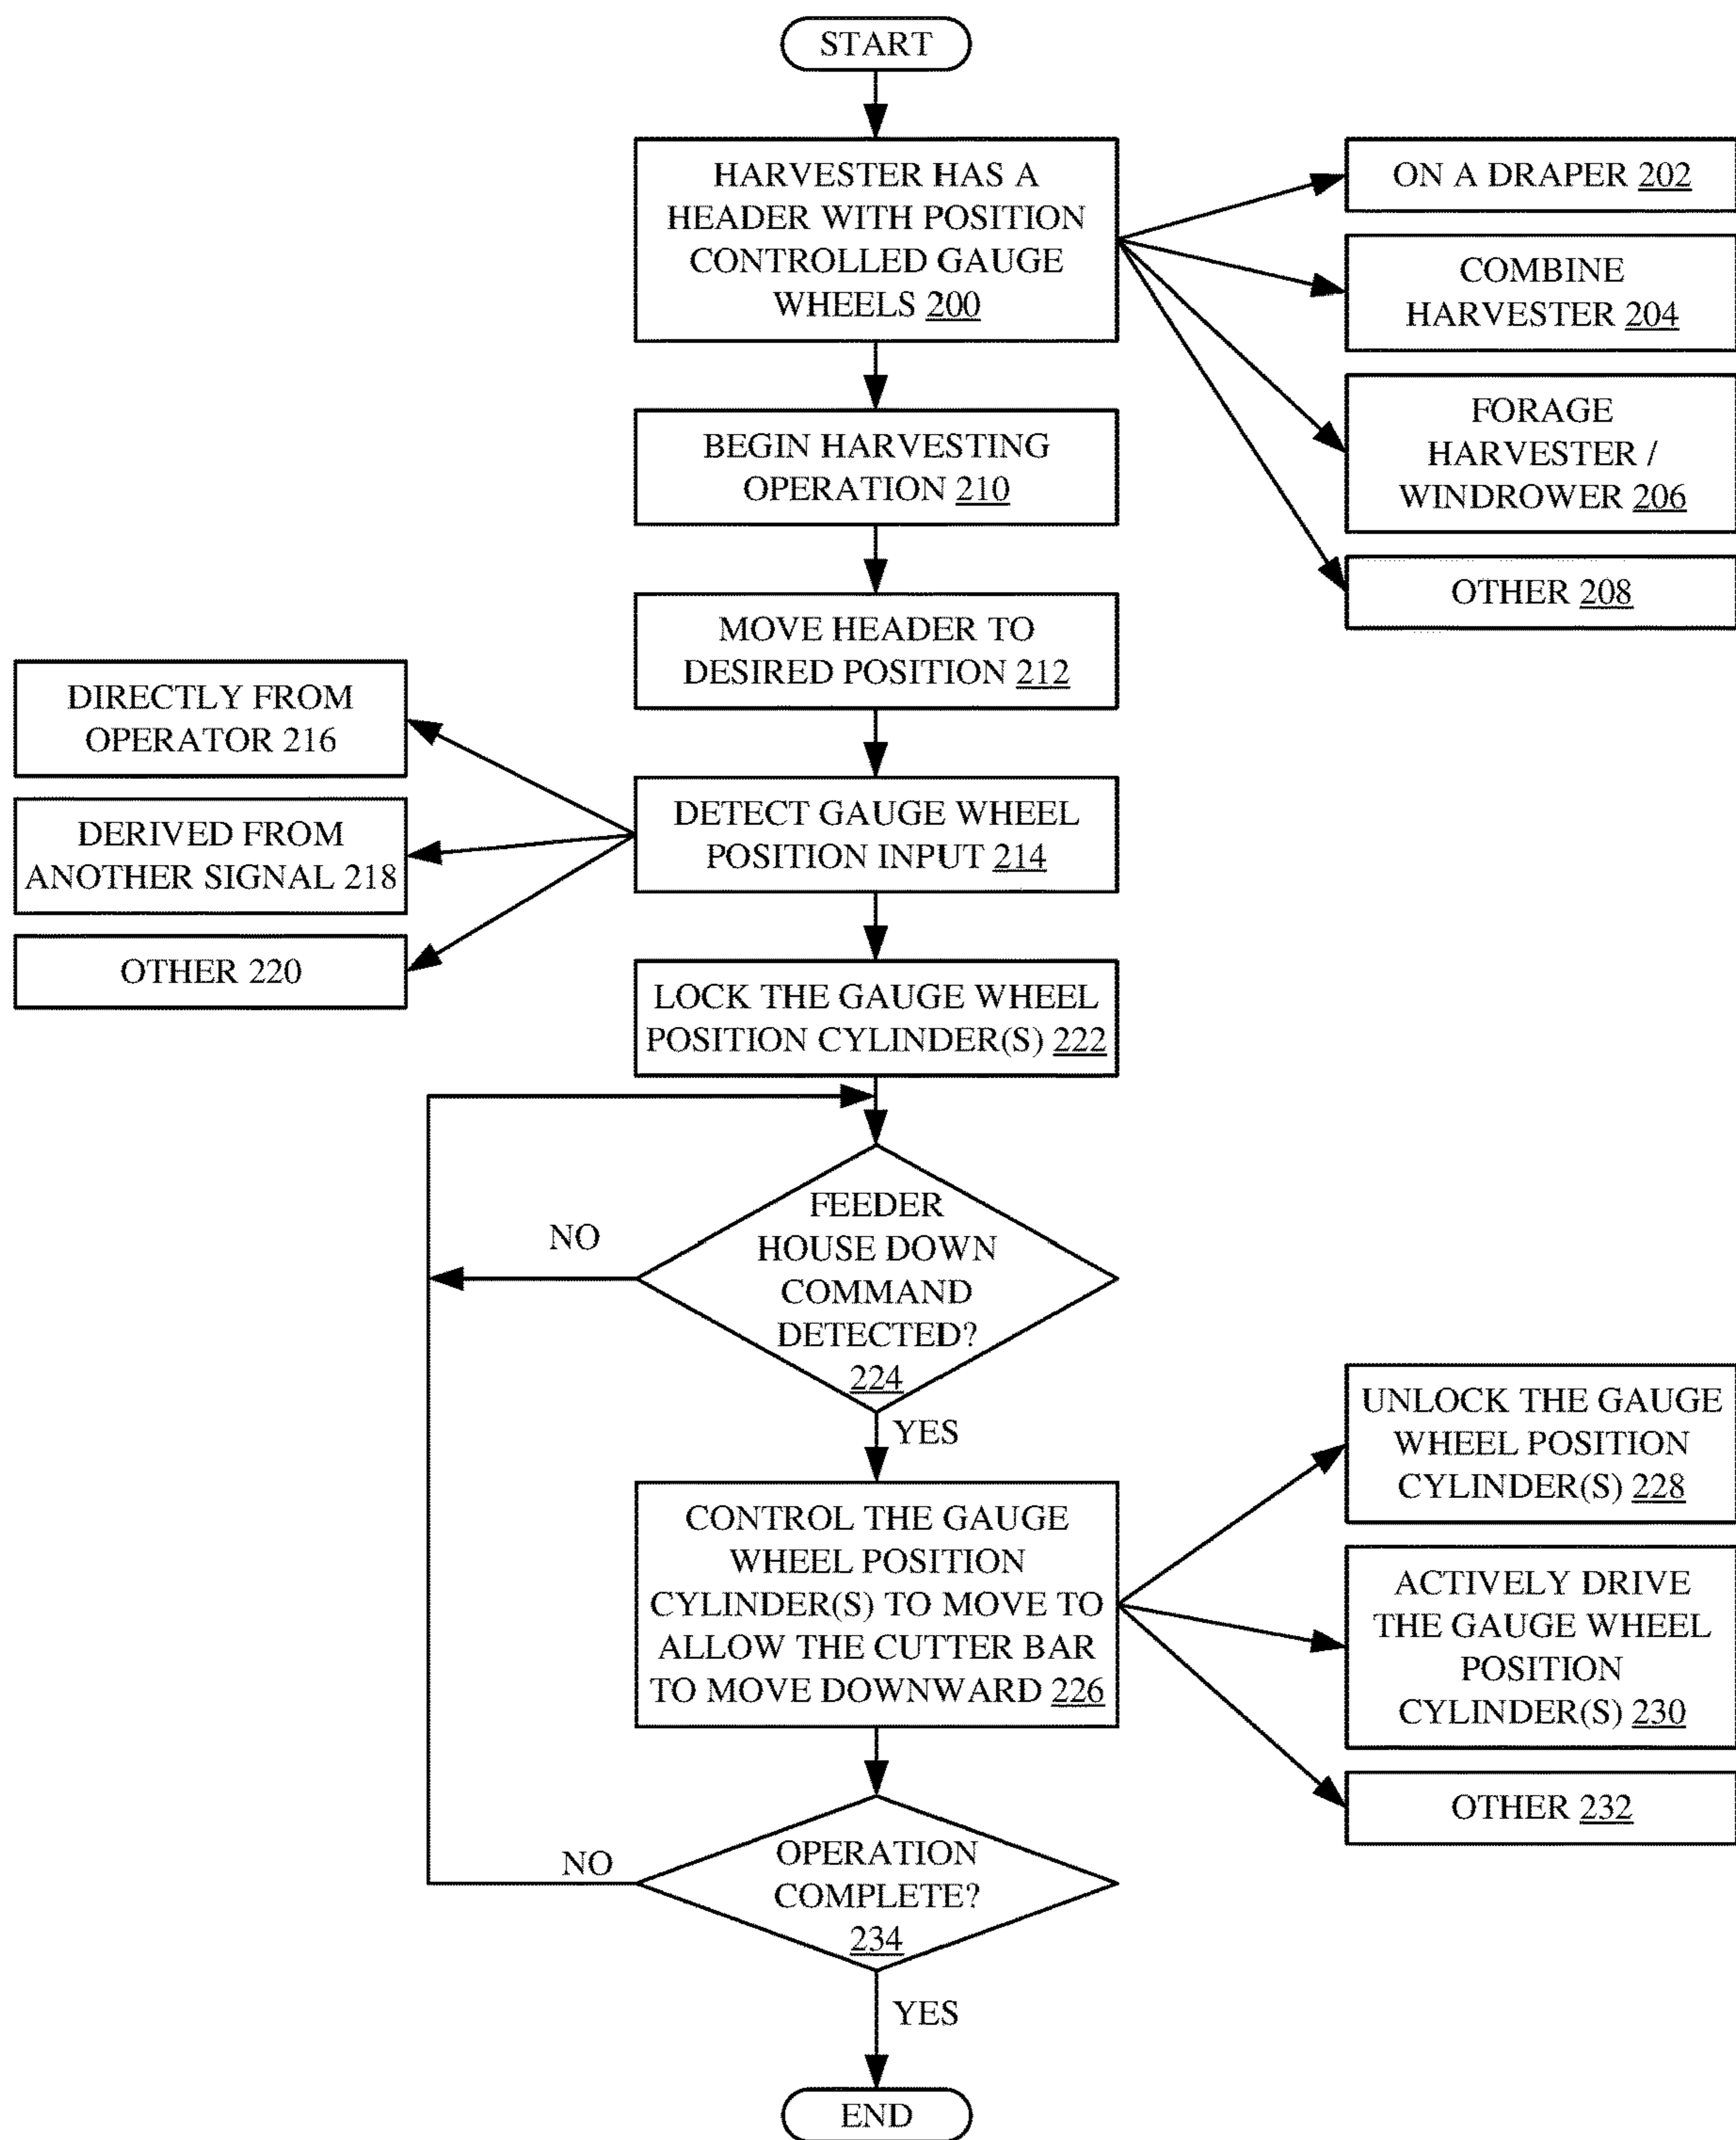 START
HARVESTER HAS A
HEADER WITH POSITION
CONTROLLED GAUGE
WHEELS 200
ON A DRAPER 202
COMBINE
HARVESTER 204
FORAGE
HARVESTER /
WINDROWER 206
OTHER 208
BEGIN HARVESTING
OPERATION 210
MOVE HEADER TO
DESIRED POSITION 212
DETECT GAUGE WHEEL
POSITION INPUT 214
DIRECTLY FROM
OPERATOR 216
DERIVED FROM
ANOTHER SIGNAL 218
OTHER 220
LOCK THE GAUGE WHEEL
POSITION CYLINDER(S) 222
FEEDER
HOUSE DOWN
COMMAND
DETECTED?
224
NO
YES
CONTROL THE GAUGE
WHEEL POSITION
CYLINDER(S) TO MOVE TO
ALLOW THE CUTTER BAR
TO MOVE DOWNWARD 226
UNLOCK THE GAUGE
WHEEL POSITION
CYLINDER(S) 228
ACTIVELY DRIVE
THE GAUGE WHEEL
POSITION
CYLINDER(S) 230
OTHER 232
OPERATION
COMPLETE?
234
NO
YES
END